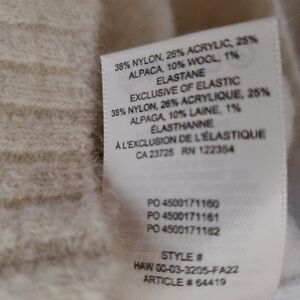 38% NYLON, 26% ACRYLIC, 25%
ALPACA, 10% WOOL, 1%
ELASTANE
EXCLUSIVE OF ELASTIC
38% NYLON, 26% ACRYLIQUE, 25%
ALPAGA, 10% LAINE, 1%
ÉLASTHANNE
À L'EXCLUSION DE L'ÉLASTIQUE
CA 23725 RN 122364
PO 4500171160
PO 4500171161
PO 4500171162
STYLE #
HAW 00-03-3205-FA22
ARTICLE # 64419